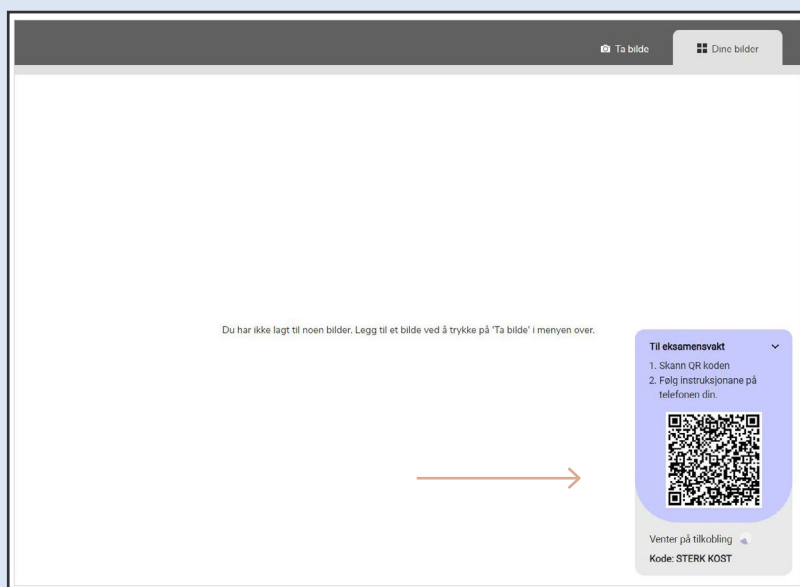 Ta bilde
Dine bilder
Du har ikke lagt til noen bilder. Legg til et bilde ved å trykke på 'Ta bilde' i menyen over.
Til eksamensvakt
1. Skann QR koden
2. Følg instruksjonane på
telefonen din.
Venter på tilkobling
Kode: STERK KOST